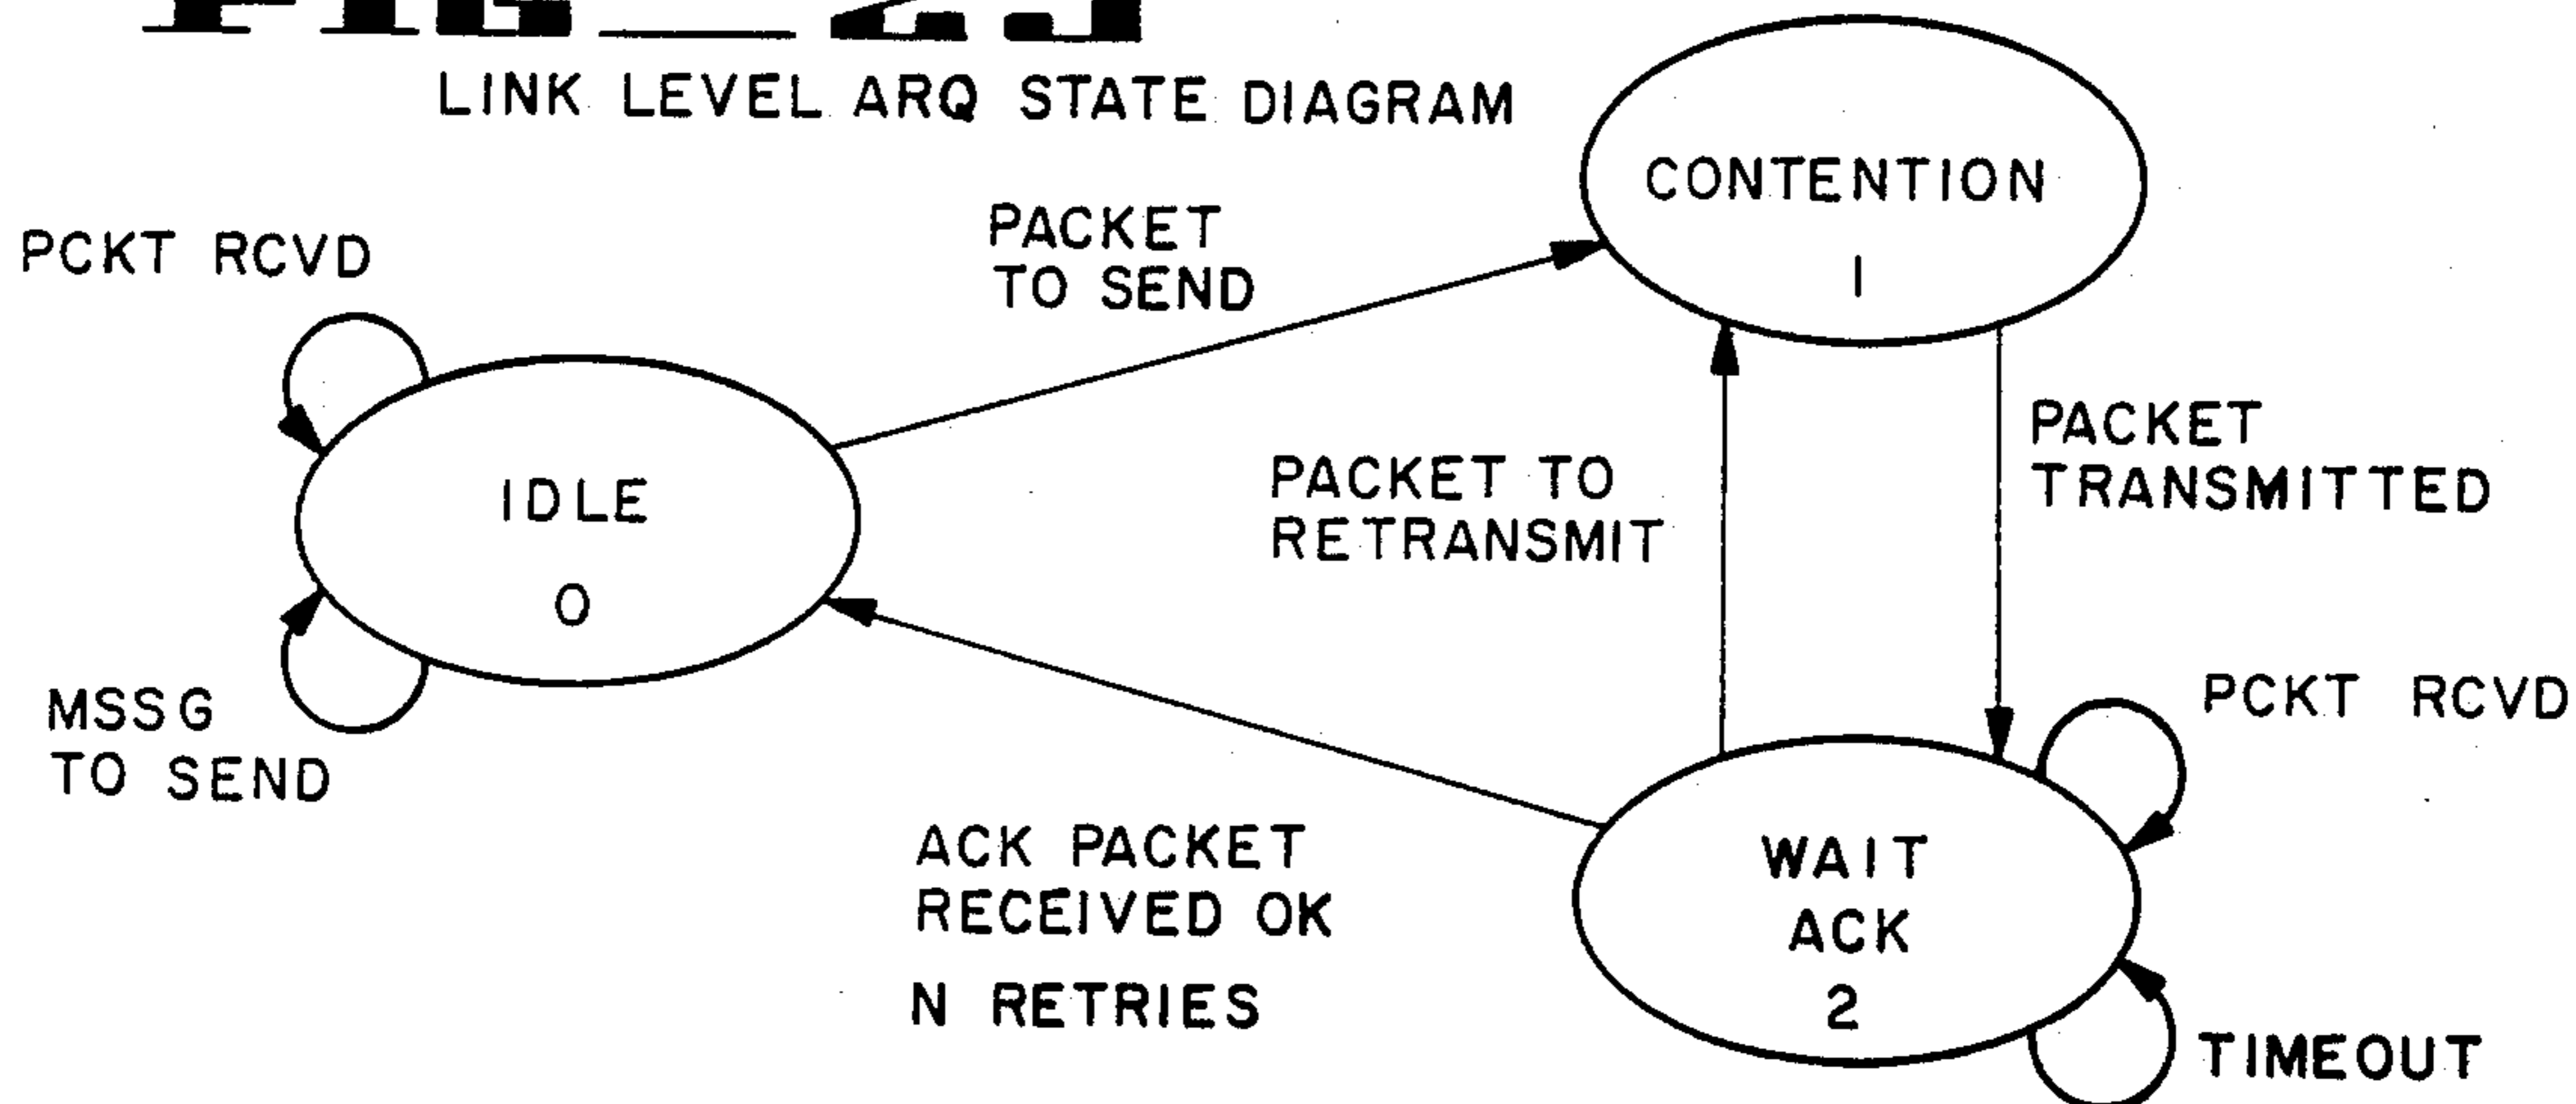 LINK LEVEL ARQ STATE DIAGRAM
CONTENTION
1
PACKET
TO SEND
PCKT RCVD
IDLE
0
PACKET TO
RETRANSMIT
PACKET
TRANSMITTED
MSSG
TO SEND
PCKT RCVD
ACK PACKET
RECEIVED OK
N RETRIES
WAIT
ACK
2
TIMEOUT